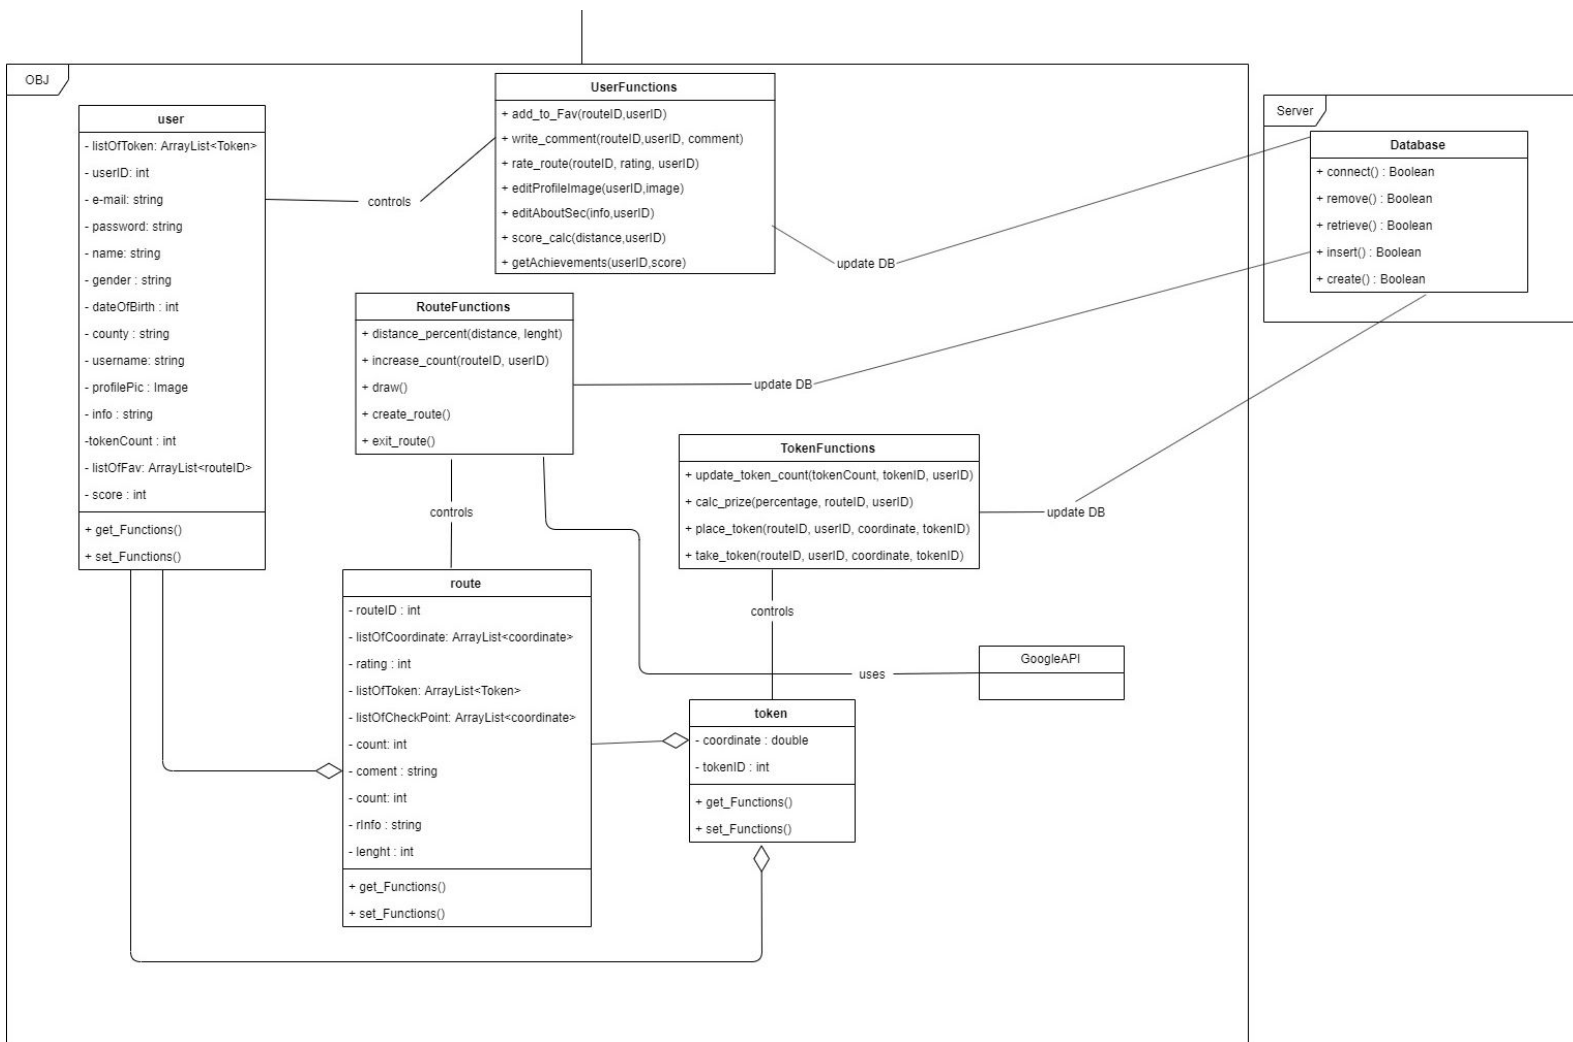 OBJ
user
- listOfToken: ArrayList<Token>
- userID: int
- e-mail: string
- password: string
- name: string
- gender : string
- dateOfBirth : int
- county : string
- username: string
- profilePic : Image
- info : string
-tokenCount : int
- listOfFav: ArrayList<routeID>
- score : int
+ get_Functions()
+ set_Functions()
controls
UserFunctions
+ add_to_Fav(routeID,userID)
+ write_comment(routeID,userID, comment)
+ rate_route(routeID, rating, userID)
+ editProfileImage(userID,image)
+ editAboutSec(info,userID)
+ score_calc(distance,userID)
+ getAchievements(userID,score)
update DB
Server
Database
+ connect() : Boolean
+ remove() : Boolean
+ retrieve() : Boolean
+ insert() : Boolean
+ create() : Boolean
RouteFunctions
+ distance_percent(distance, lenght)
+ increase_count(routeID, userID)
+ draw()
+ create_route()
+ exit_route()
update DB
controls
TokenFunctions
+ update_token_count(tokenCount, tokenID, userID)
+ calc_prize(percentage, routeID, userID)
+ place_token(routeID, userID, coordinate, tokenID)
+ take_token(routeID, userID, coordinate, tokenID)
update DB
controls
route
- routeID : int
- listOfCoordinate: ArrayList<coordinate>
- rating : int
- listOfToken: ArrayList<Token>
- listOfCheckPoint: ArrayList<coordinate>
- count: int
- coment : string
- count: int
- rInfo : string
- lenght : int
+ get_Functions()
+ set_Functions()
uses
GoogleAPI
token
- coordinate : double
- tokenID : int
+ get_Functions()
+ set_Functions()